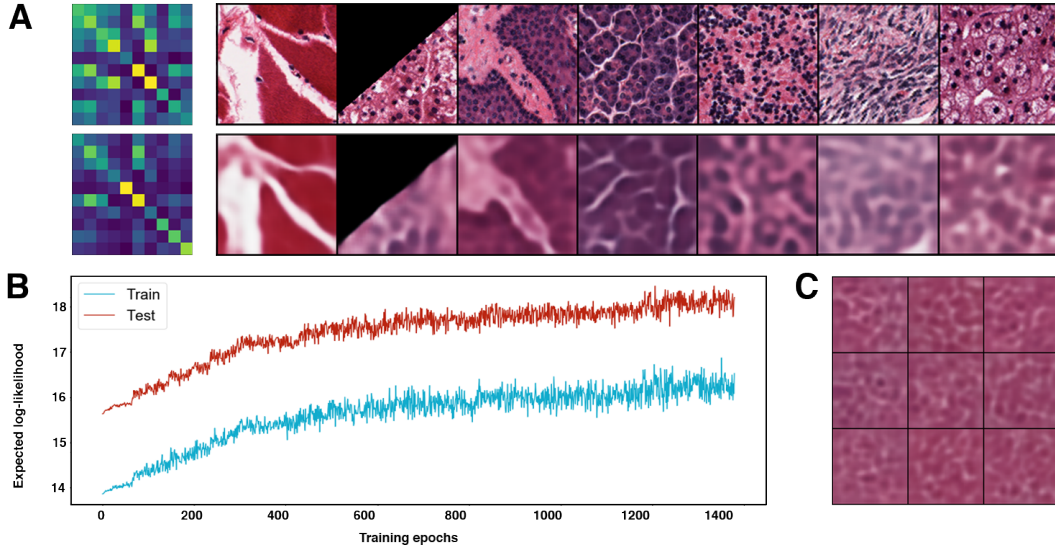 A
B
C
Train
Test
18
17
16
15
14
Expected log-likelihood
0 200 400 600 800 1000 1200 1400
Training epochs